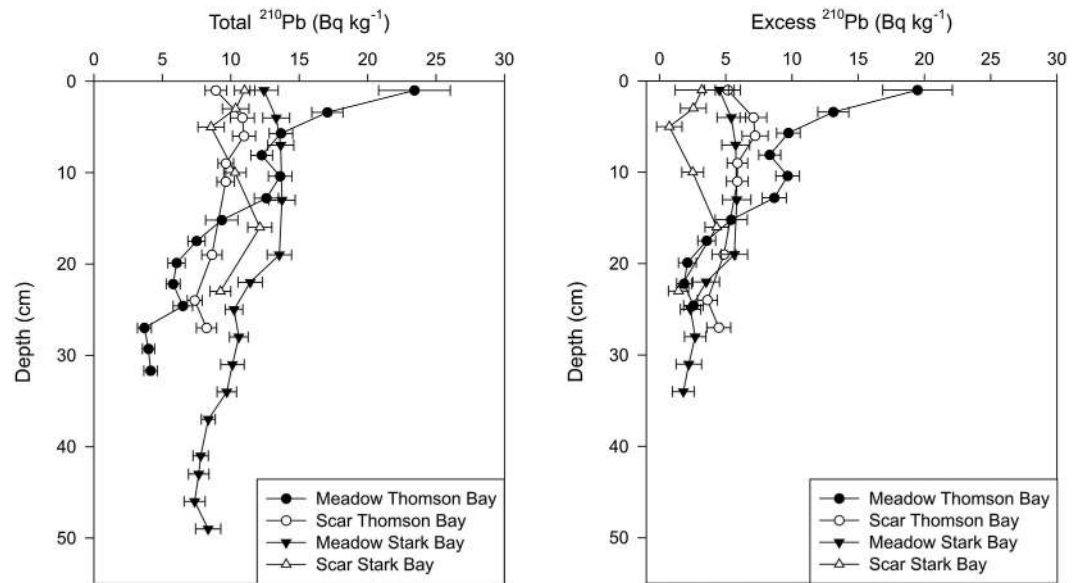 Total ²¹⁰Pb (Bq kg⁻¹)
0 5 10 15 20 25 30
0
10
20
30
40
50
Depth (cm)
Meadow Thomson Bay
Scar Thomson Bay
Meadow Stark Bay
Scar Stark Bay
Excess ²¹⁰Pb (Bq kg⁻¹)
0 5 10 15 20 25 30
0
10
20
30
40
50
Depth (cm)
Meadow Thomson Bay
Scar Thomson Bay
Meadow Stark Bay
Scar Stark Bay